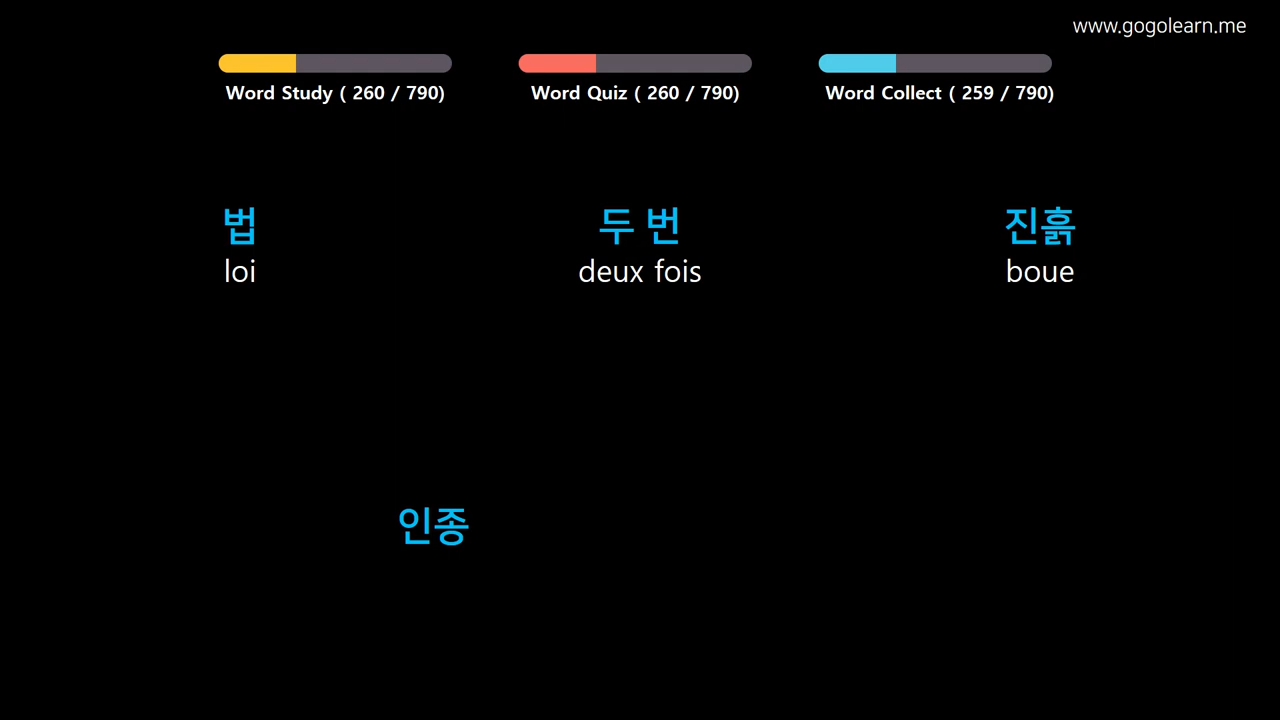 www.gogolearn.me
Word Study ( 260 / 790)
Word Quiz ( 260 / 790)
Word Collect ( 259 / 790)
법
loi
두 번
deux fois
진흙
boue
인종